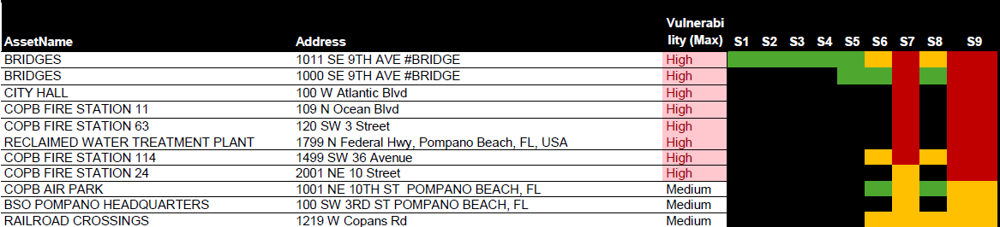 Vulnerabi
AssetName Address lity (Max) S1 S2 S3 S4 S5 S6 S7 S8 S9
BRIDGES 1011 SE 9TH AVE #BRIDGE High
BRIDGES 1000 SE 9TH AVE #BRIDGE High
CITY HALL 100 W Atlantic Blvd High
COPB FIRE STATION 11 109 N Ocean Blvd High
COPB FIRE STATION 63 120 SW 3 Street High
RECLAIMED WATER TREATMENT PLANT 1799 N Federal Hwy, Pompano Beach, FL, USA High
COPB FIRE STATION 114 1499 SW 36 Avenue High
COPB FIRE STATION 24 2001 NE 10 Street High
COPB AIR PARK 1001 NE 10TH ST  POMPANO BEACH, FL Medium
BSO POMPANO HEADQUARTERS 100 SW 3RD ST POMPANO BEACH, FL Medium
RAILROAD CROSSINGS 1219 W Copans Rd Medium